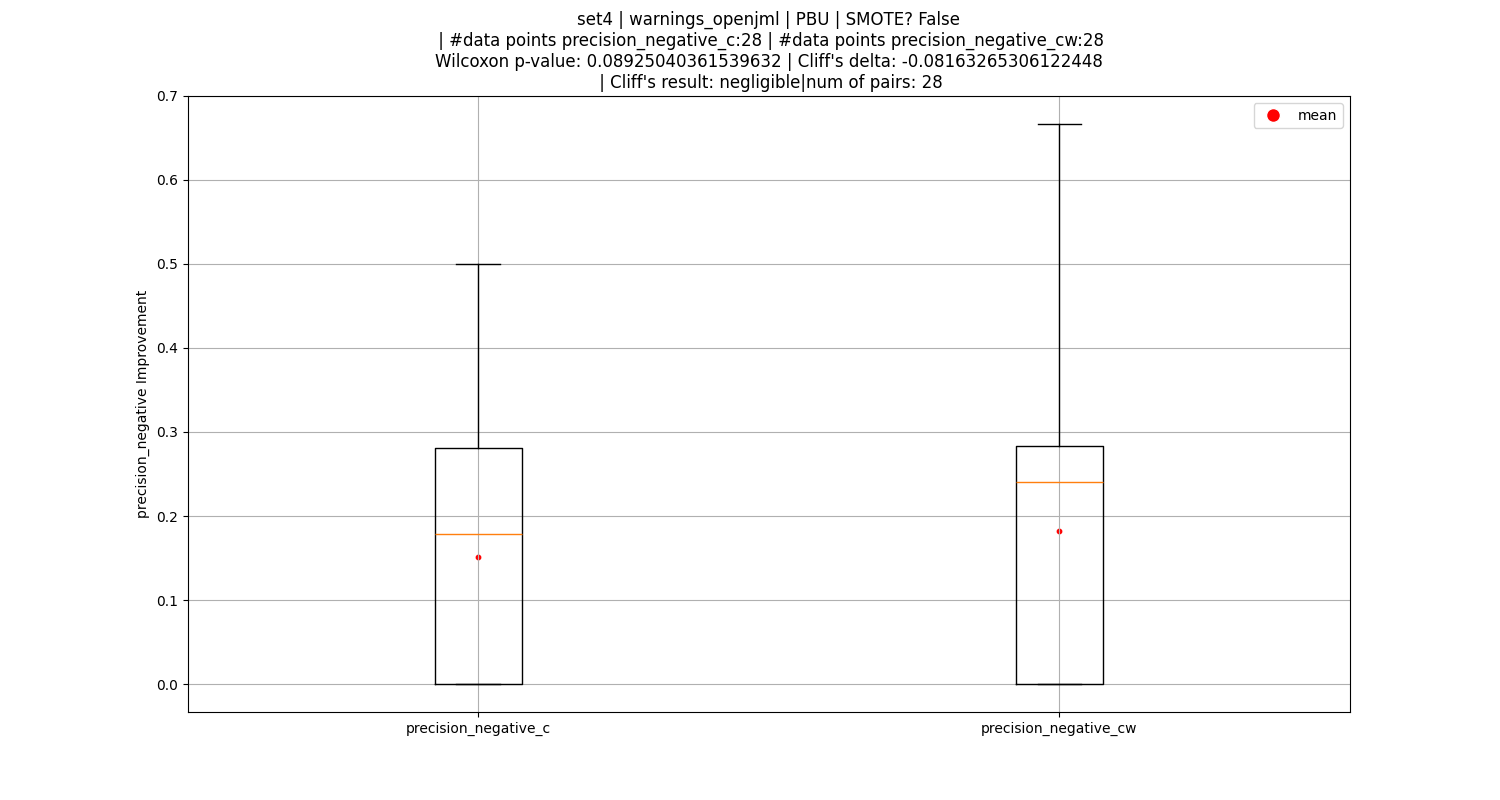 set4 | warnings_openjml | PBU | SMOTE? False
| #data points precision_negative_c:28 | #data points precision_negative_cw:28
Wilcoxon p-value: 0.08925040361539632 | Cliff's delta: -0.08163265306122448
| Cliff's result: negligible|num of pairs: 28
mean
precision_negative Improvement
0.7
0.6
0.5
0.4
0.3
0.2
0.1
0.0
precision_negative_c
precision_negative_cw